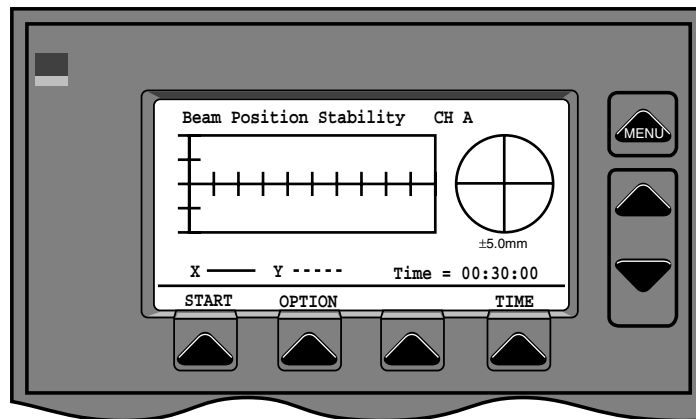 Beam Position Stability CH A
MENU
±5.0mm
X Y Time = 00:30:00
START OPTION TIME